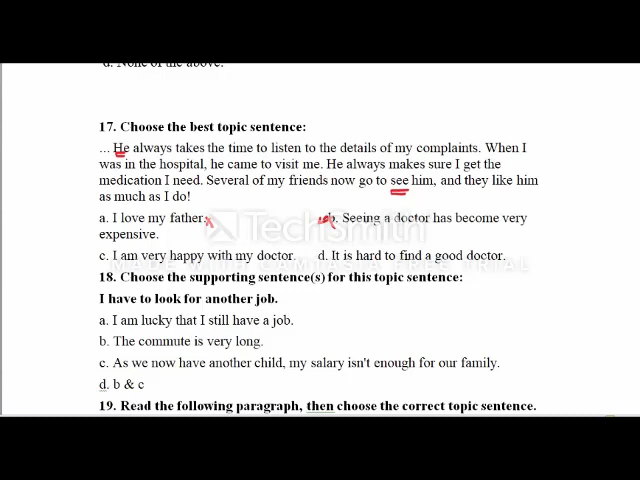 d. None of the above.
17. Choose the best topic sentence:
... He always takes the time to listen to the details of my complaints. When I
was in the hospital, he came to visit me. He always makes sure I get the
medication I need. Several of my friends now go to see him, and they like him
as much as I do!
a. I love my father. b. Seeing a doctor has become very
expensive.
TechSmith
c. I am very happy with my doctor. d. It is hard to find a good doctor.
MADE WITH CAMTASIA FREE TRIAL
18. Choose the supporting sentence(s) for this topic sentence:
I have to look for another job.
a. I am lucky that I still have a job.
b. The commute is very long.
c. As we now have another child, my salary isn't enough for our family.
d. b & c
19. Read the following paragraph, then choose the correct topic sentence.